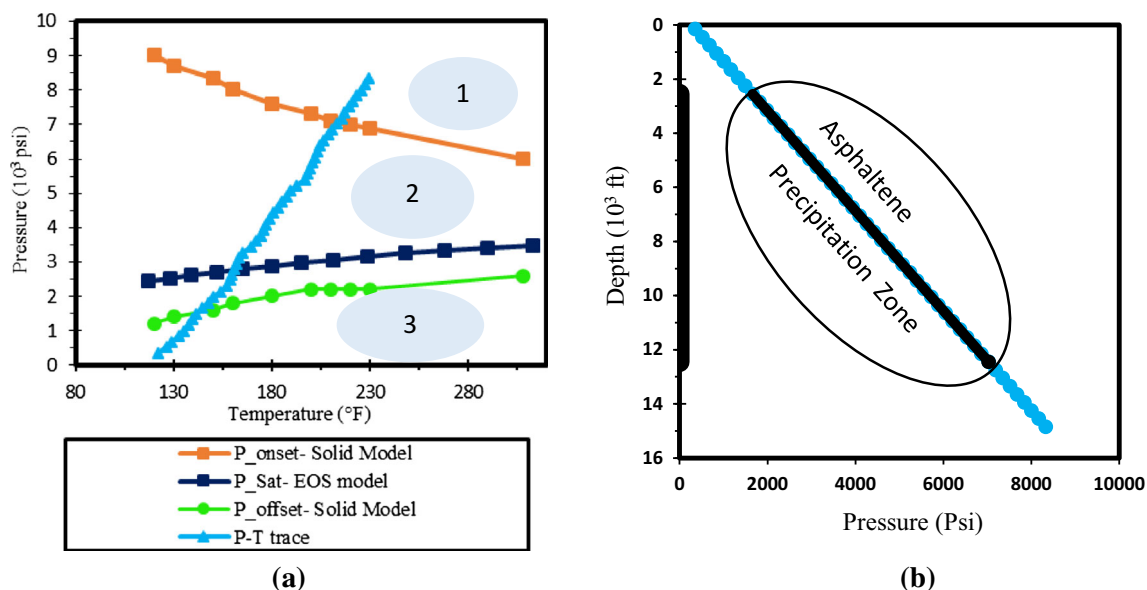 10
9
8
7
6
5
4
3
2
1
0
Pressure (10³ psi)
1
2
3
80 130 180 230 280
Temperature (°F)
P_onset- Solid Model
P_Sat- EOS model
P_offset- Solid Model
P-T trace
(a)
0
2
4
6
8
10
12
14
16
Depth (10³ ft)
Asphaltene
Precipitation Zone
0 2000 4000 6000 8000 10000
Pressure (Psi)
(b)